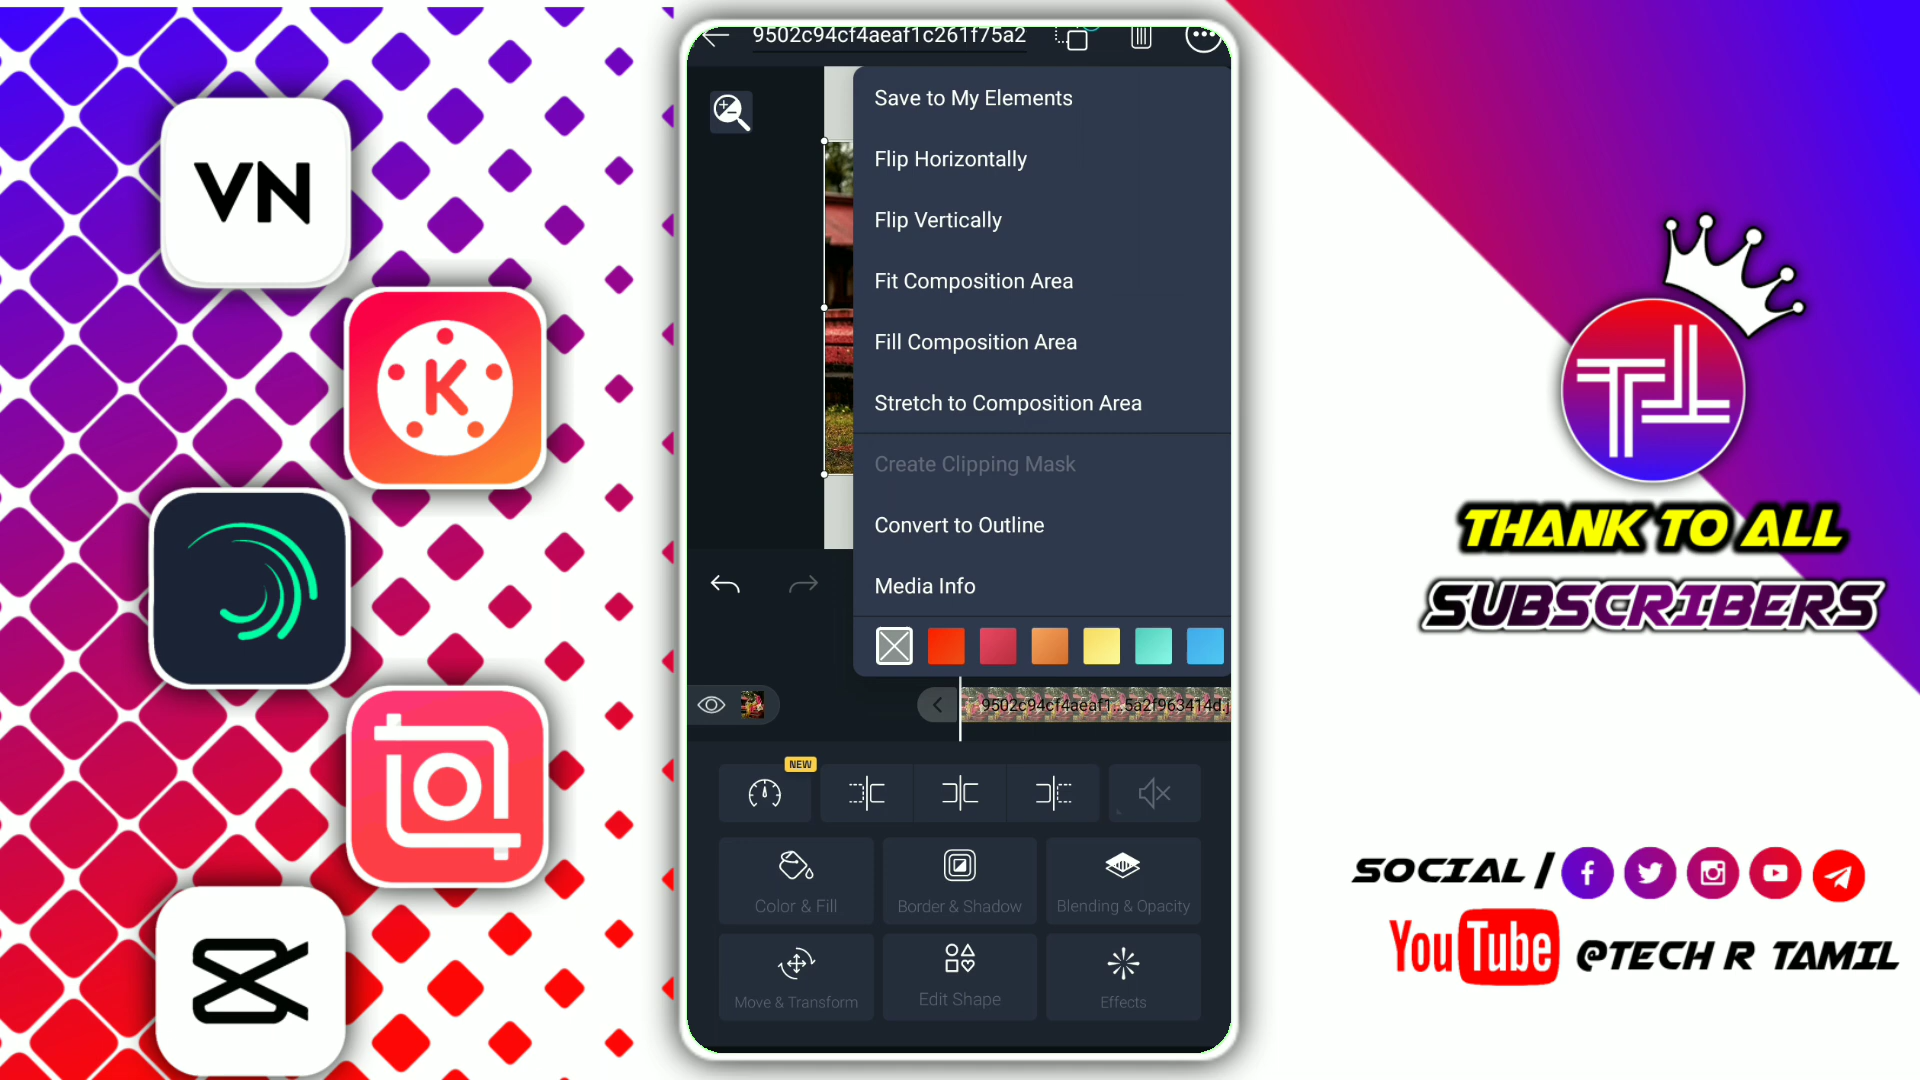 VN
K
9502c94cf4aeaf1c261f75a2
Save to My Elements
Flip Horizontally
Flip Vertically
Fit Composition Area
Fill Composition Area
Stretch to Composition Area
Create Clipping Mask
Convert to Outline
Media Info
9502c94cf4aeaf1...5a2f963414d.j
NEW
Color & Fill
Border & Shadow
Blending & Opacity
Move & Transform
Edit Shape
Effects
THANK TO ALL
SUBSCRIBERS
SOCIAL /
YouTube @TECH R TAMIL